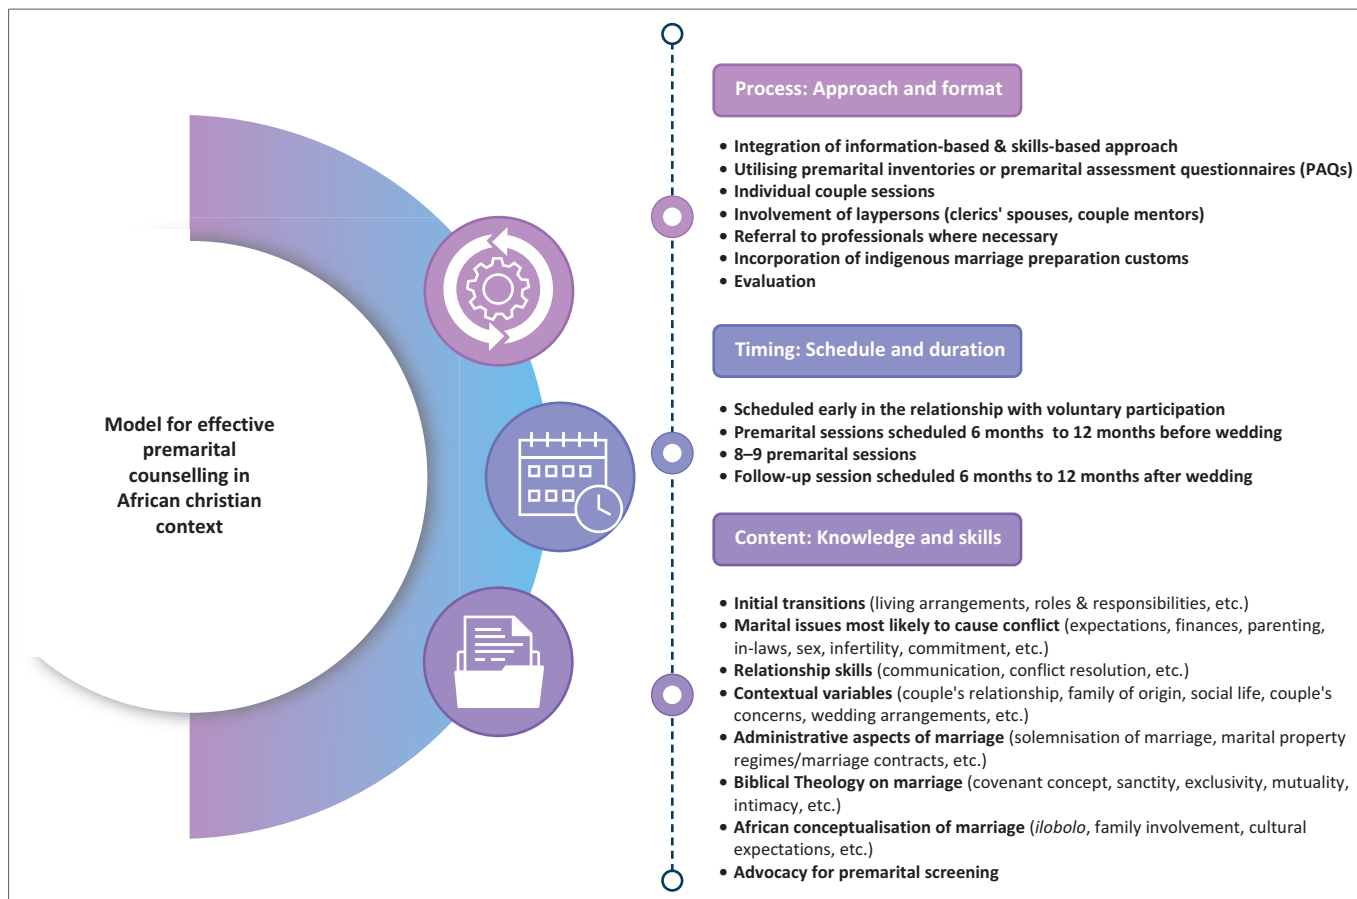 Model for effective
premarital
counselling in
African christian
context
Process: Approach and format
• Integration of information-based & skills-based approach
• Utilising premarital inventories or premarital assessment questionnaires (PAQs)
• Individual couple sessions
• Involvement of laypersons (clerics' spouses, couple mentors)
• Referral to professionals where necessary
• Incorporation of indigenous marriage preparation customs
• Evaluation
Timing: Schedule and duration
• Scheduled early in the relationship with voluntary participation
• Premarital sessions scheduled 6 months to 12 months before wedding
• 8–9 premarital sessions
• Follow-up session scheduled 6 months to 12 months after wedding
Content: Knowledge and skills
• Initial transitions (living arrangements, roles & responsibilities, etc.)
• Marital issues most likely to cause conflict (expectations, finances, parenting,
in-laws, sex, infertility, commitment, etc.)
• Relationship skills (communication, conflict resolution, etc.)
• Contextual variables (couple's relationship, family of origin, social life, couple's
concerns, wedding arrangements, etc.)
• Administrative aspects of marriage (solemnisation of marriage, marital property
regimes/marriage contracts, etc.)
• Biblical Theology on marriage (covenant concept, sanctity, exclusivity, mutuality,
intimacy, etc.)
• African conceptualisation of marriage (ilobolo, family involvement, cultural
expectations, etc.)
• Advocacy for premarital screening